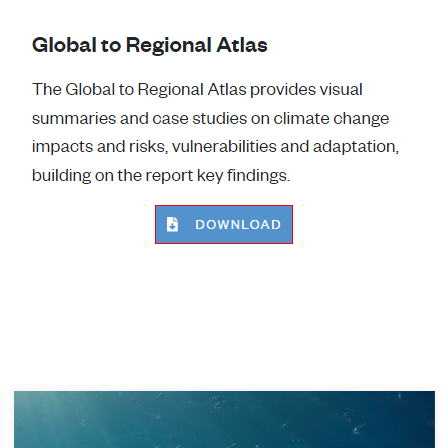 Global to Regional Atlas
The Global to Regional Atlas provides visual
summaries and case studies on climate change
impacts and risks, vulnerabilities and adaptation,
building on the report key findings.
DOWNLOAD